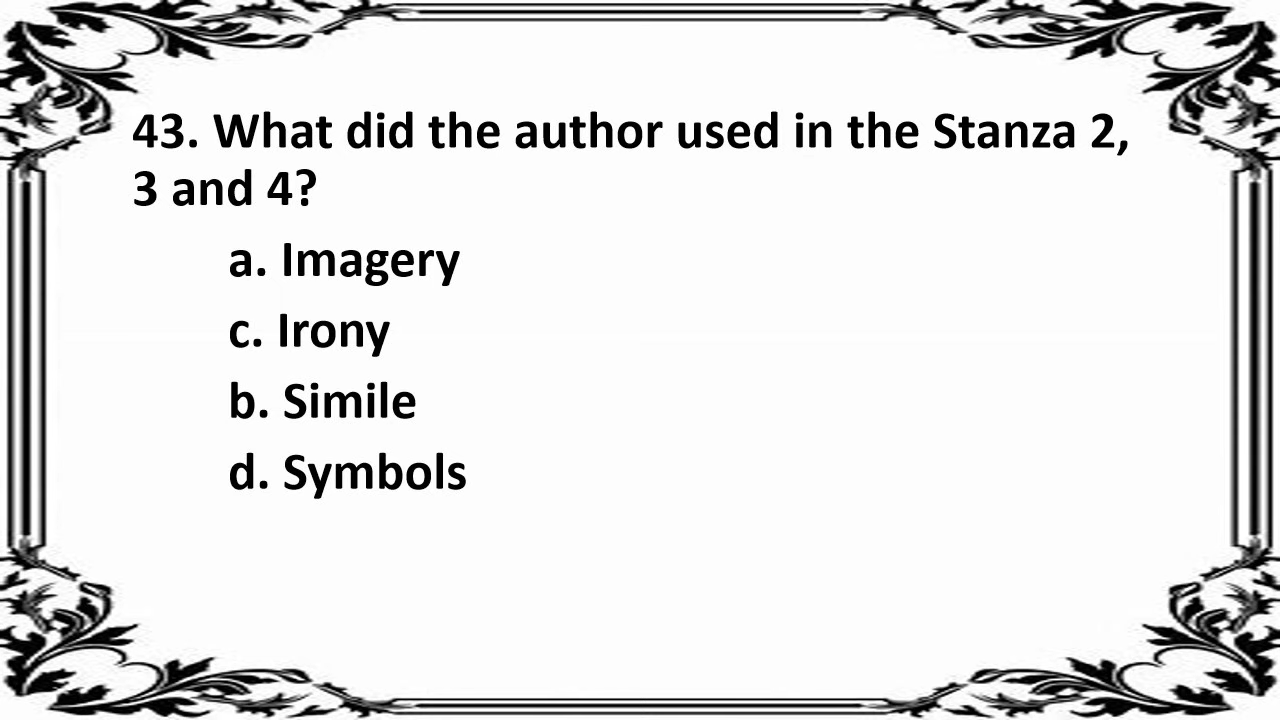 43. What did the author used in the Stanza 2,
3 and 4?
a. Imagery
c. Irony
b. Simile
d. Symbols